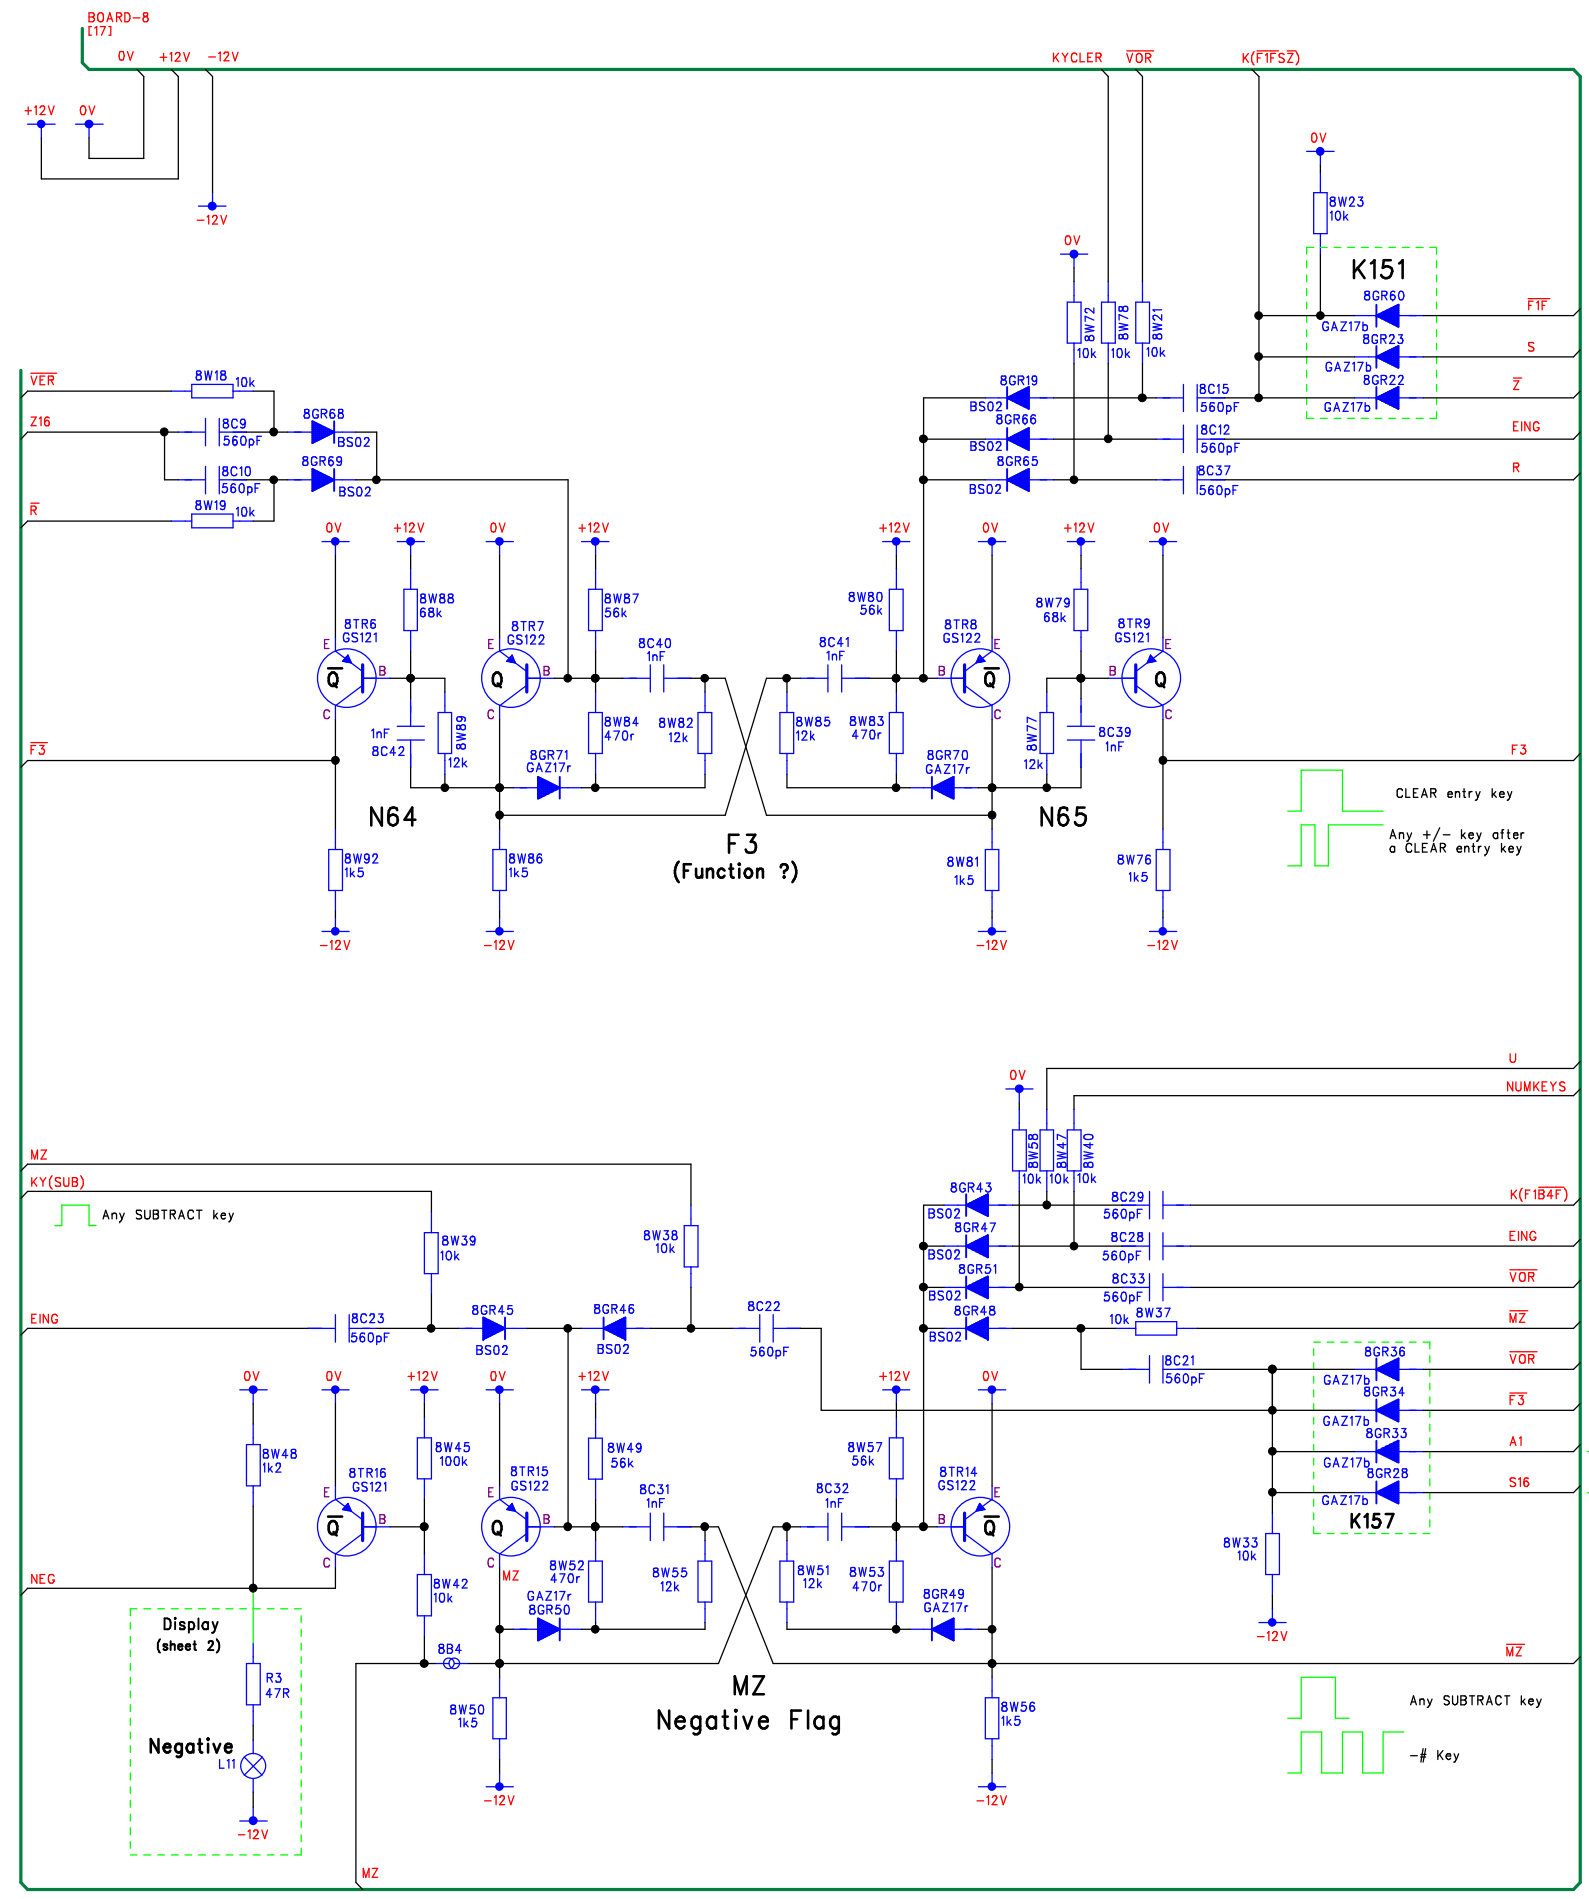 BOARD-8
[17]
0V +12V -12V
KYCLER V̅O̅R̅ K(F̅1̅F̅SZ̅)
+12V 0V
-12V
0V
8W23
10k
0V
K151
8GR60
GAZ17b
F̅1̅F̅
8GR23
GAZ17b
S
8GR22
GAZ17b
Z̅
8W72
10k
8W78
10k
8W21
10k
V̅E̅R̅
8W18 10k
Z16
8C9
560pF
8GR68
BS02
8C10
560pF
8GR69
BS02
R̅
8W19 10k
8GR19
BS02
8C15
560pF
8GR66
BS02
8C12
560pF
EING
8GR65
BS02
8C37
560pF
R
0V +12V 0V +12V
+12V 0V +12V 0V
8W88
68k
8W87
56k
8W80
56k
8W79
68k
8TR6
GS121
8TR7
GS122
8C40
1nF
8C41
1nF
8TR8
GS122
8TR9
GS121
E Q̅ B C
E Q B C
E Q̅ B C
E Q B C
1nF
8C42
8W89
12k
8W84
470r
8W82
12k
8W85
12k
8W83
470r
8W77
12k
8C39
1nF
F̅3̅
8GR71
GAZ17r
8GR70
GAZ17r
F3
N64
N65
F3
(Function ?)
CLEAR entry key
Any +/- key after
a CLEAR entry key
8W92
1k5
8W86
1k5
8W81
1k5
8W76
1k5
-12V -12V -12V -12V
U
0V
NUMKEYS
8W58
10k
8W47
10k
8W40
10k
MZ
KY(SUB)
Any SUBTRACT key
8W39
10k
8W38
10k
8GR43
BS02
8C29
560pF
K(F1B̅4̅F̅)
8GR47
BS02
8C28
560pF
EING
8GR51
BS02
8C33
560pF
V̅O̅R̅
8GR48
BS02
10k 8W37
M̅Z̅
EING
8C23
560pF
8GR45
BS02
8GR46
BS02
8C22
560pF
8C21
560pF
8GR36
GAZ17b
V̅O̅R̅
8GR34
GAZ17b
F̅3̅
8GR33
GAZ17b
A1
8GR28
GAZ17b
S16
K157
0V 0V +12V 0V +12V
+12V 0V
8W48
1k2
8W45
100k
8W49
56k
8W57
56k
8TR16
GS121
8TR15
GS122
8C31
1nF
8C32
1nF
8TR14
GS122
E Q̅ B C
E Q B C
E Q̅ B C
8W33
10k
-12V
NEG
8W42
10k
MZ
8W52
470r
8W55
12k
8W51
12k
8W53
470r
GAZ17r
8GR50
8GR49
GAZ17r
Display
(sheet 2)
8B4
M̅Z̅
R3
47R
8W50
1k5
MZ
Negative Flag
8W56
1k5
Any SUBTRACT key
-# Key
Negative
L11
-12V
-12V
-12V
MZ